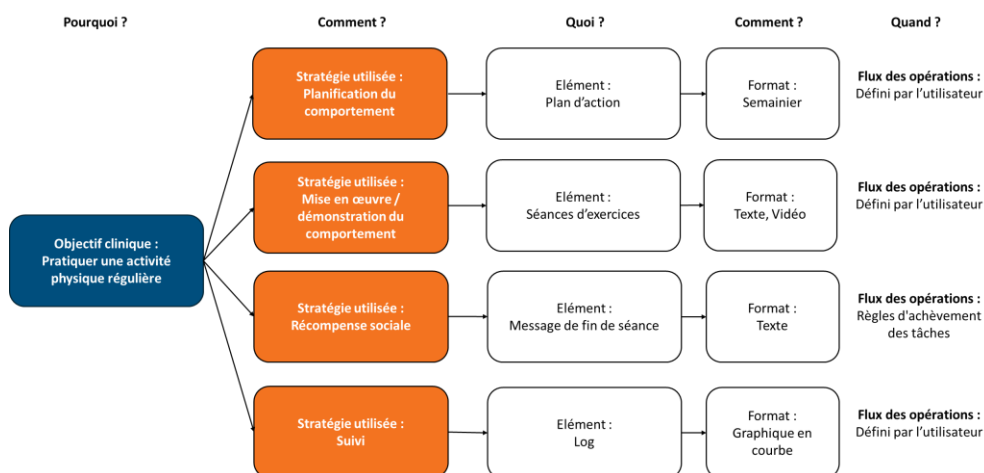 Pourquoi ?
Comment ?
Quoi ?
Comment ?
Quand ?
Objectif clinique :
Pratiquer une activité
physique régulière
Stratégie utilisée :
Planification du
comportement
Elément :
Plan d'action
Format :
Semainier
Flux des opérations :
Défini par l'utilisateur
Stratégie utilisée :
Mise en œuvre /
démonstration du
comportement
Elément :
Séances d'exercices
Format :
Texte, Vidéo
Flux des opérations :
Défini par l'utilisateur
Stratégie utilisée :
Récompense sociale
Elément :
Message de fin de séance
Format :
Texte
Flux des opérations :
Règles d'achèvement
des tâches
Stratégie utilisée :
Suivi
Elément :
Log
Format :
Graphique en
courbe
Flux des opérations :
Défini par l'utilisateur